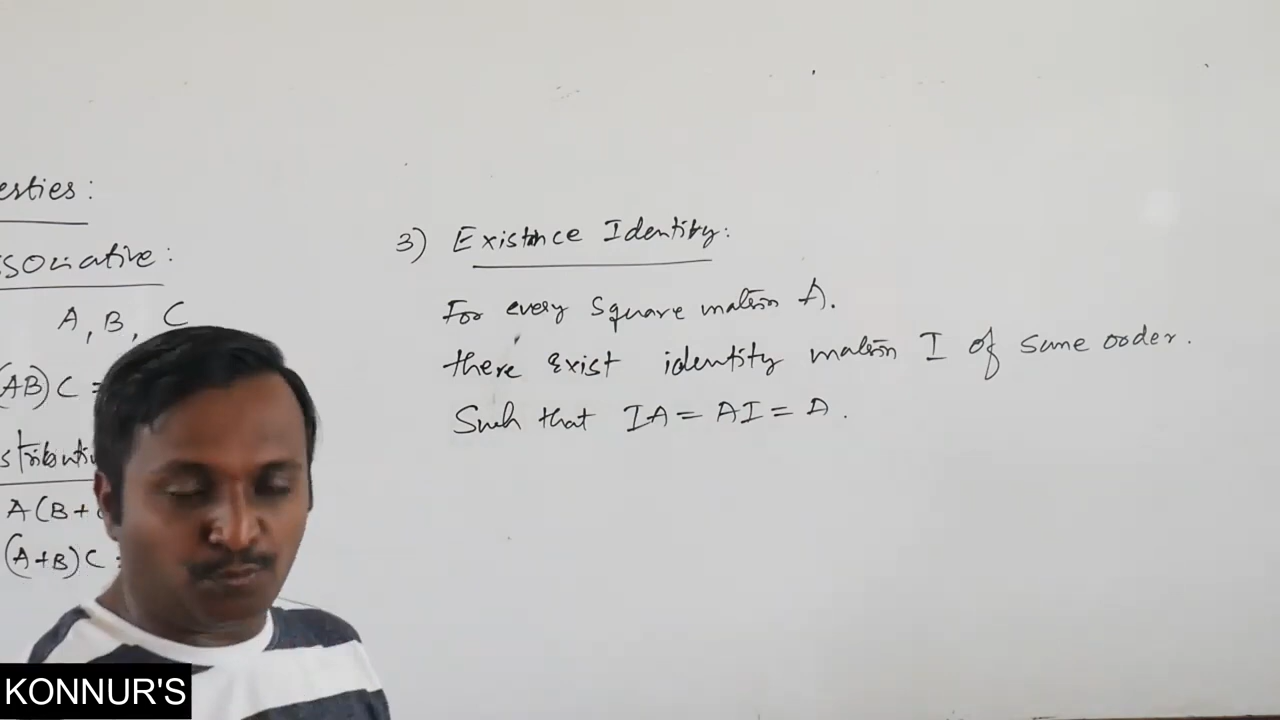 erties:
ssociative:
A, B, C
(AB)C =
stributiv
A(B+
(A+B)C
3) Existance Identity:
For every Square matrix A.
there exist identity matrix I of same order.
Such that IA = AI = A.
KONNUR'S